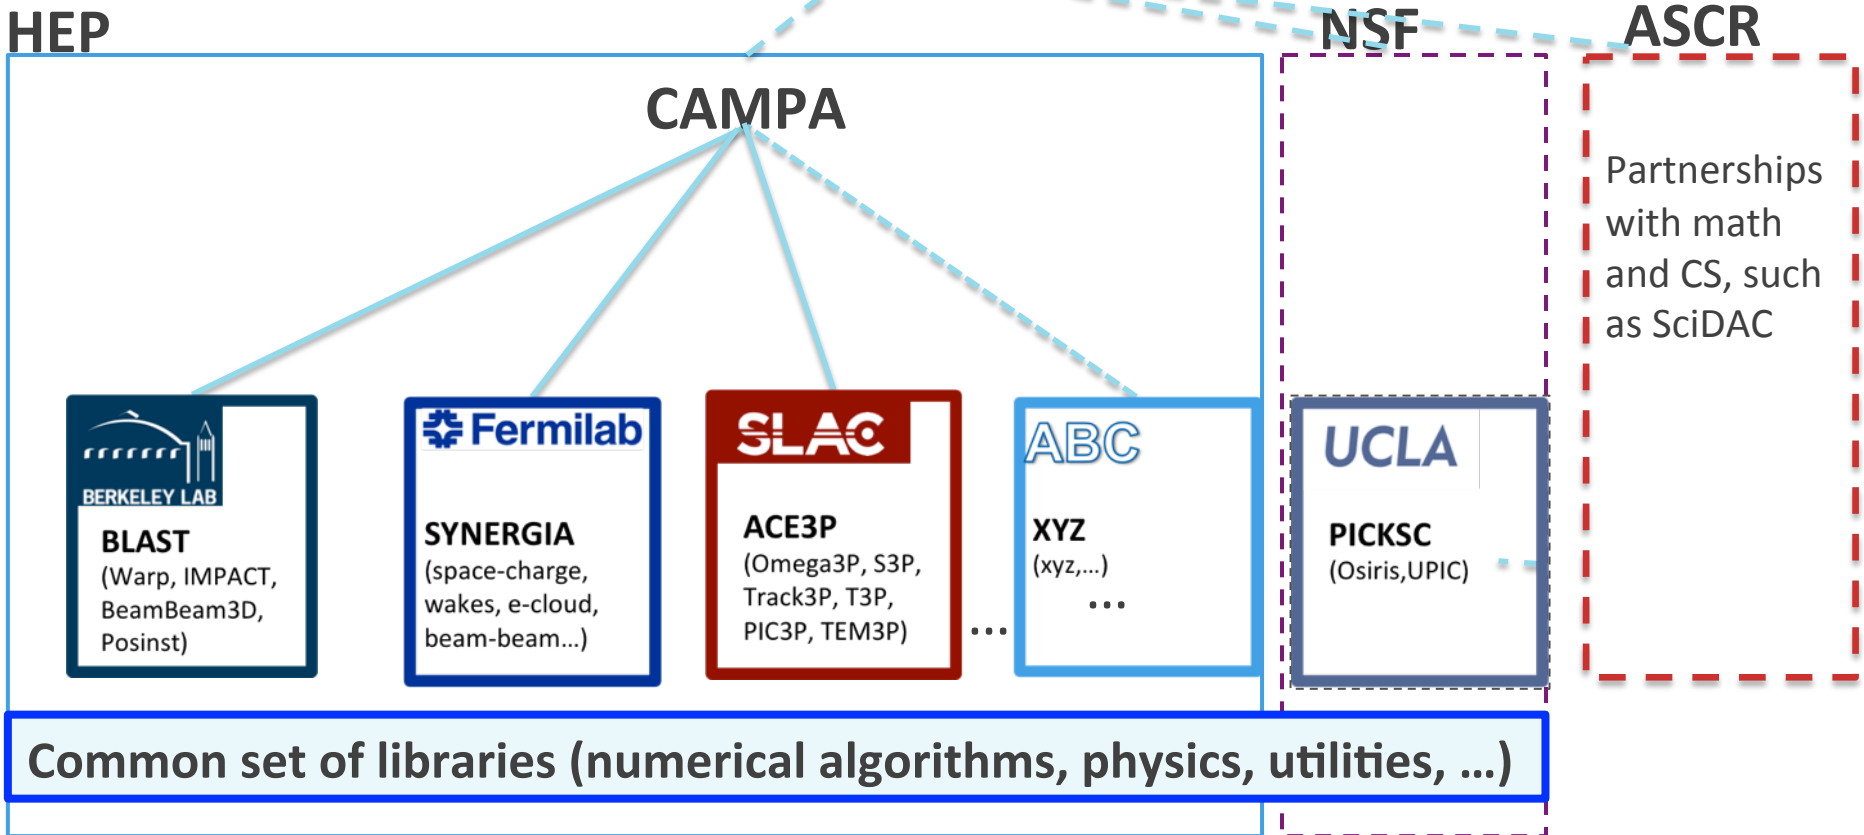 HEP
NSF
ASCR
CAMPA
Partnerships
with math
and CS, such
as SciDAC
BERKELEY LAB
BLAST
(Warp, IMPACT,
BeamBeam3D,
Posinst)
Fermilab
SYNERGIA
(space-charge,
wakes, e-cloud,
beam-beam...)
SLAC
ACE3P
(Omega3P, S3P,
Track3P, T3P,
PIC3P, TEM3P)
...
ABC
XYZ
(xyz,...)
...
UCLA
PICKSC
(Osiris,UPIC)
Common set of libraries (numerical algorithms, physics, utilities, ...)